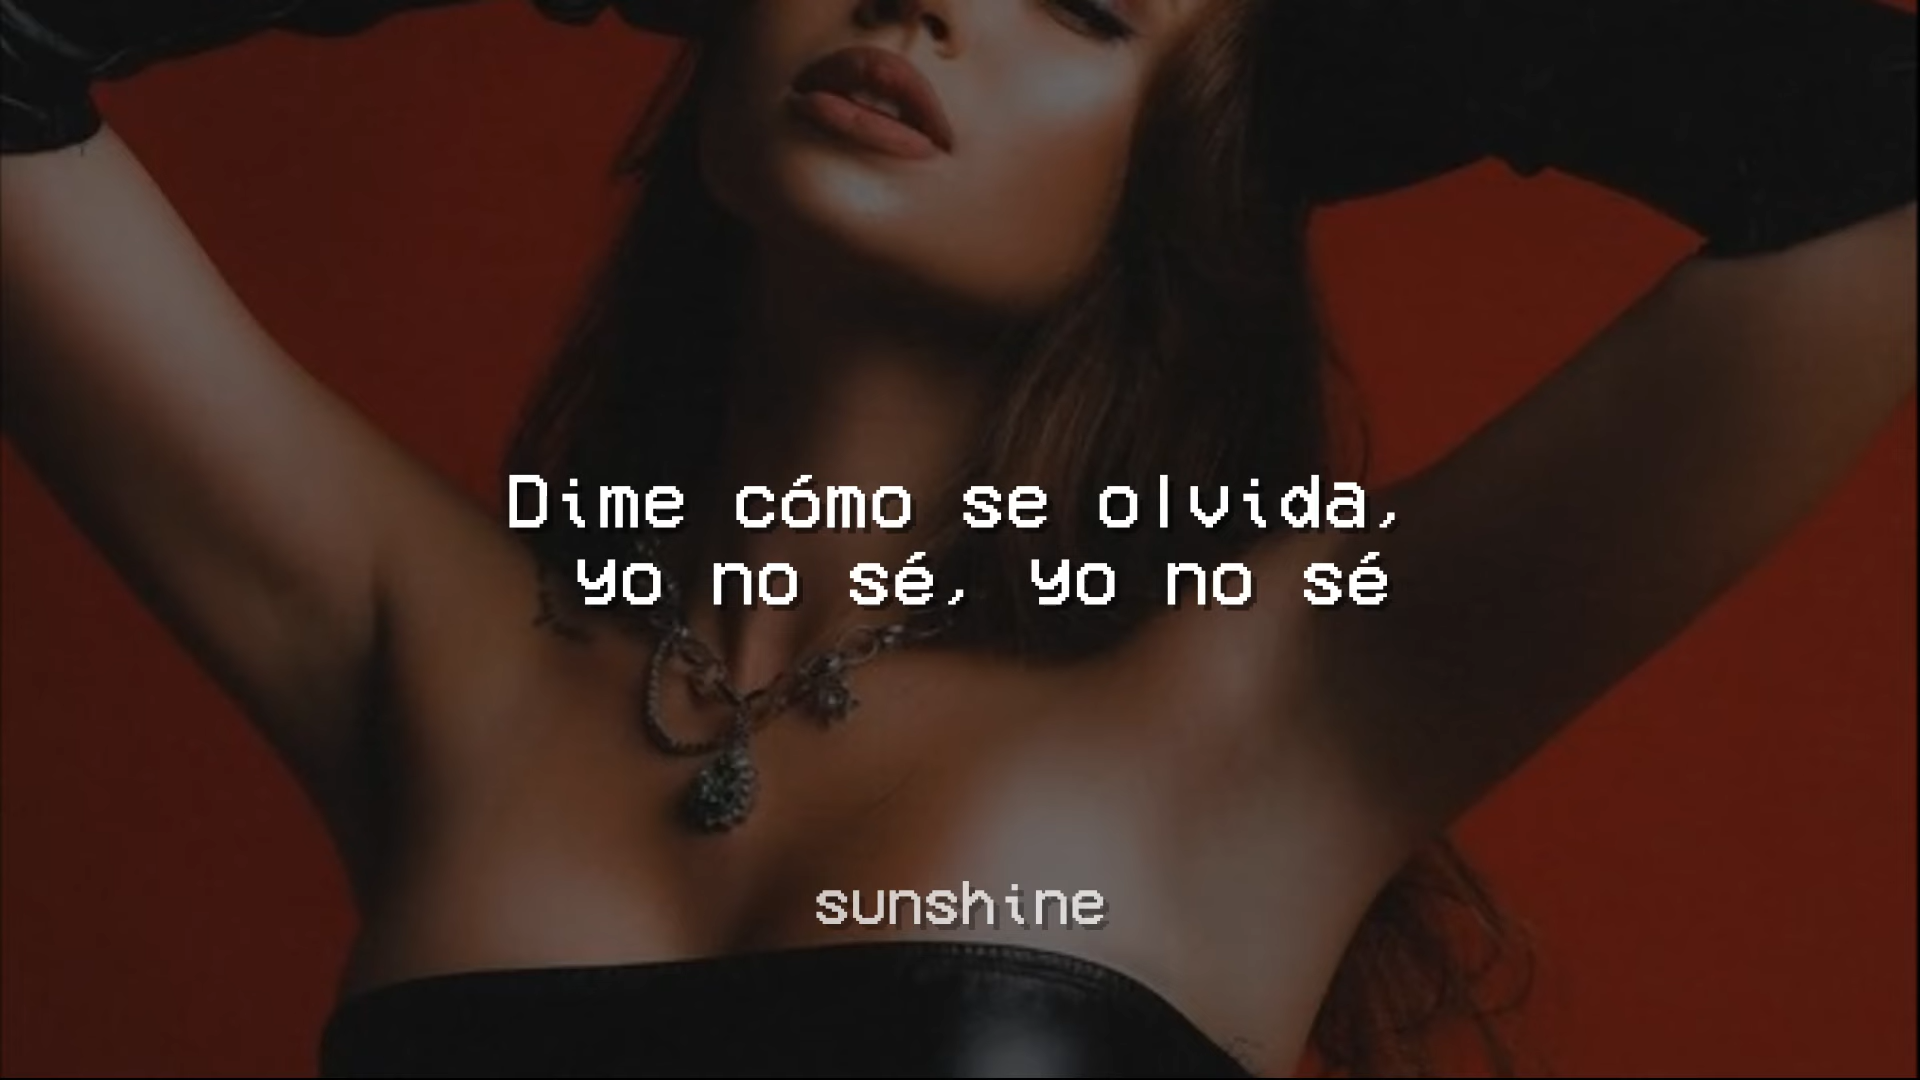 Dime cómo se olvida,
yo no sé, yo no sé
sunshine